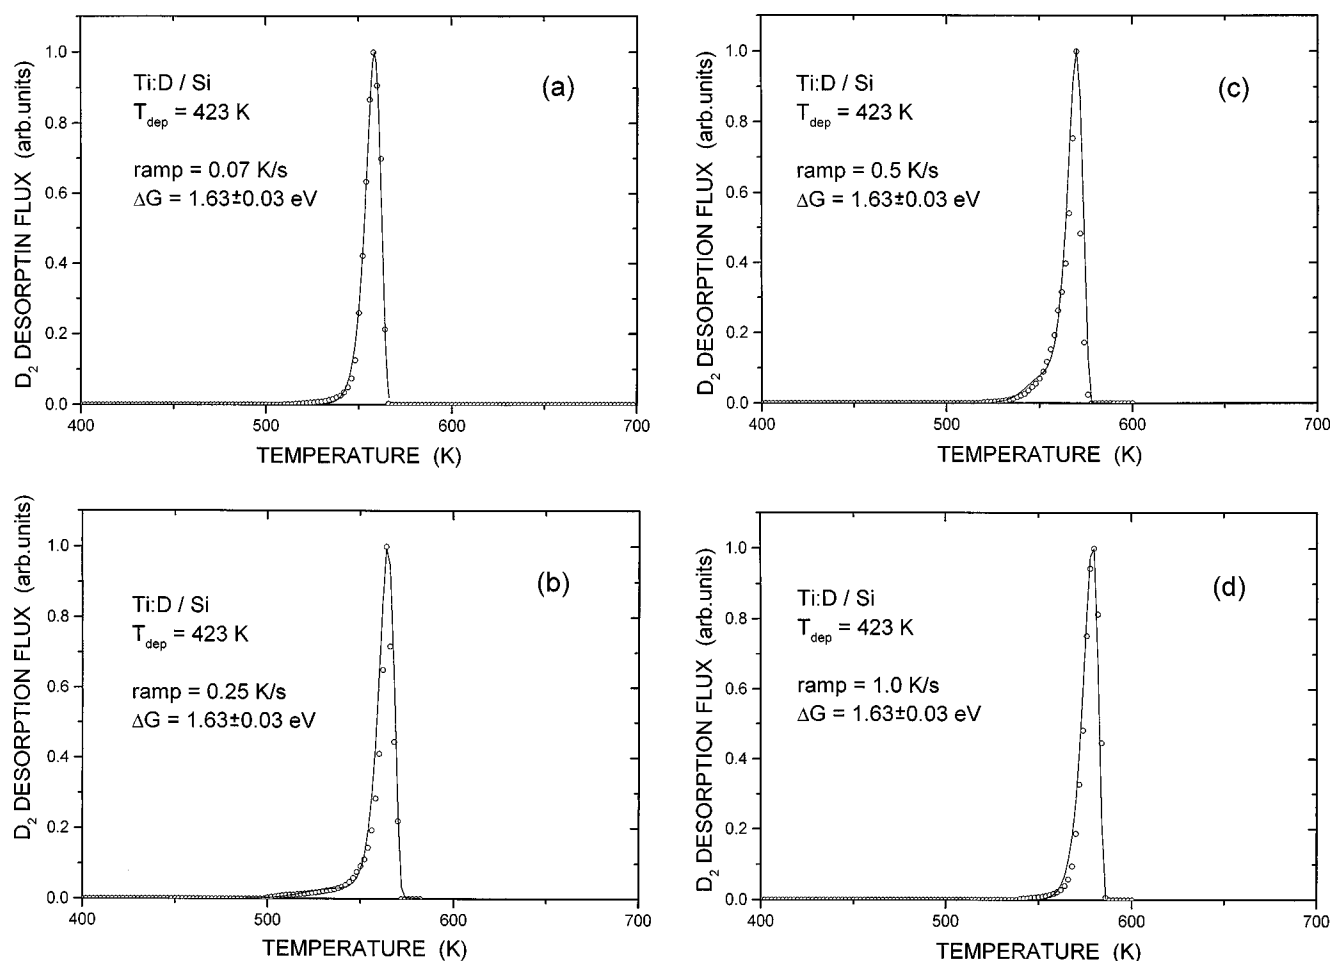 D2 DESORPTIN FLUX (arb.units)
1.0
0.8
0.6
0.4
0.2
0.0
Ti:D / Si
Tdep = 423 K
ramp = 0.07 K/s
ΔG = 1.63±0.03 eV
(a)
400
500
600
700
TEMPERATURE (K)
D2 DESORPTION FLUX (arb.units)
1.0
0.8
0.6
0.4
0.2
0.0
Ti:D / Si
Tdep = 423 K
ramp = 0.5 K/s
ΔG = 1.63±0.03 eV
(c)
400
500
600
700
TEMPERATURE (K)
D2 DESORPTION FLUX (arb.units)
1.0
0.8
0.6
0.4
0.2
0.0
Ti:D / Si
Tdep = 423 K
ramp = 0.25 K/s
ΔG = 1.63±0.03 eV
(b)
400
500
600
700
TEMPERATURE (K)
D2 DESORPTION FLUX (arb.units)
1.0
0.8
0.6
0.4
0.2
0.0
Ti:D / Si
Tdep = 423 K
ramp = 1.0 K/s
ΔG = 1.63±0.03 eV
(d)
400
500
600
700
TEMPERATURE (K)